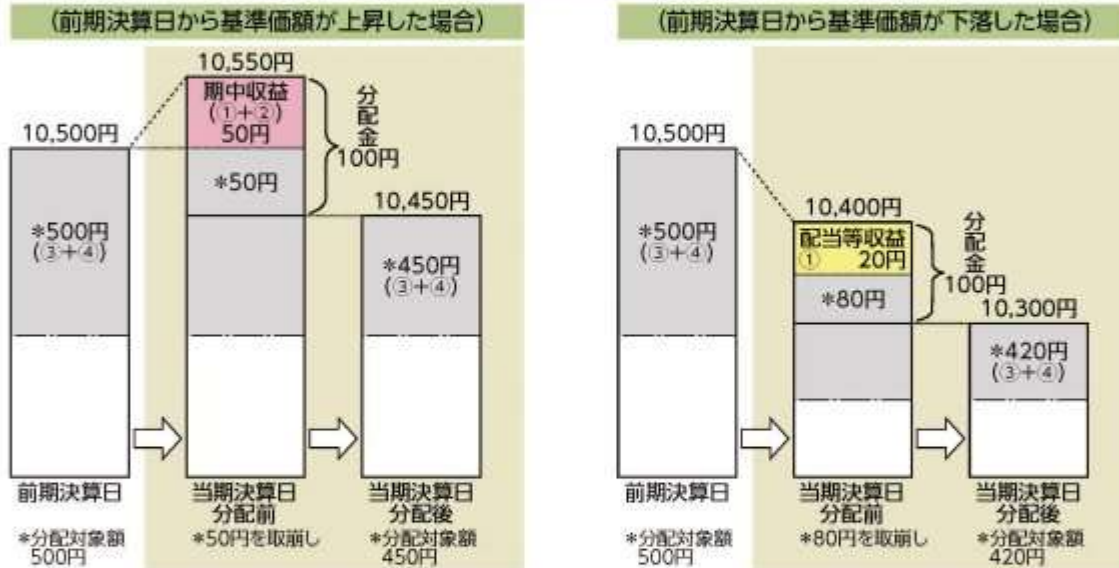 (前期決算日から基準価額が上昇した場合)
10,550円
期中収益
(①+②)
50円
分配金
100円
10,500円
*50円
10,450円
*500円
(③+④)
*450円
(③+④)
前期決算日
当期決算日
分配前
当期決算日
分配後
*分配対象額
500円
*50円を取崩し
*分配対象額
450円
(前期決算日から基準価額が下落した場合)
10,500円
10,400円
配当等収益
① 20円
分配金
100円
*500円
(③+④)
*80円
10,300円
*420円
(③+④)
前期決算日
当期決算日
分配前
当期決算日
分配後
*分配対象額
500円
*80円を取崩し
*分配対象額
420円